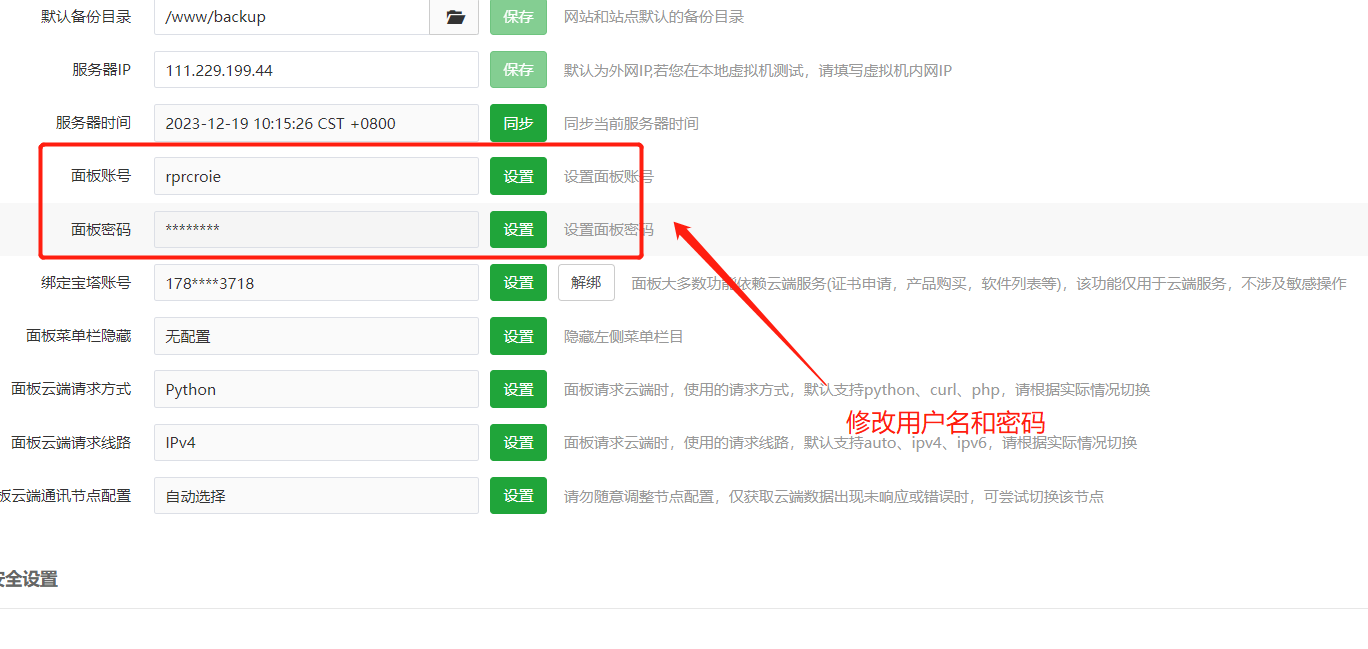 默认备份目录 /www/backup 保存 网站和站点默认的备份目录
服务器IP 111.229.199.44 保存 默认为外网IP,若您在本地虚拟机测试，请填写虚拟机内网IP
服务器时间 2023-12-19 10:15:26 CST +0800 同步 同步当前服务器时间
面板账号 rprcroie 设置 设置面板账号
面板密码 ******** 设置 设置面板密码
绑定宝塔账号 178****3718 设置 解绑 面板大多数功能依赖云端服务(证书申请，产品购买，软件列表等)，该功能仅用于云端服务，不涉及敏感操作
面板菜单栏隐藏 无配置 设置 隐藏左侧菜单栏目
面板云端请求方式 Python 设置 面板请求云端时，使用的请求方式，默认支持python、curl、php，请根据实际情况切换
修改用户名和密码
面板云端请求线路 IPv4 设置 面板请求云端时，使用的请求线路，默认支持auto、ipv4、ipv6，请根据实际情况切换
板云端通讯节点配置 自动选择 设置 请勿随意调整节点配置，仅获取云端数据出现未响应或错误时，可尝试切换该节点
安全设置